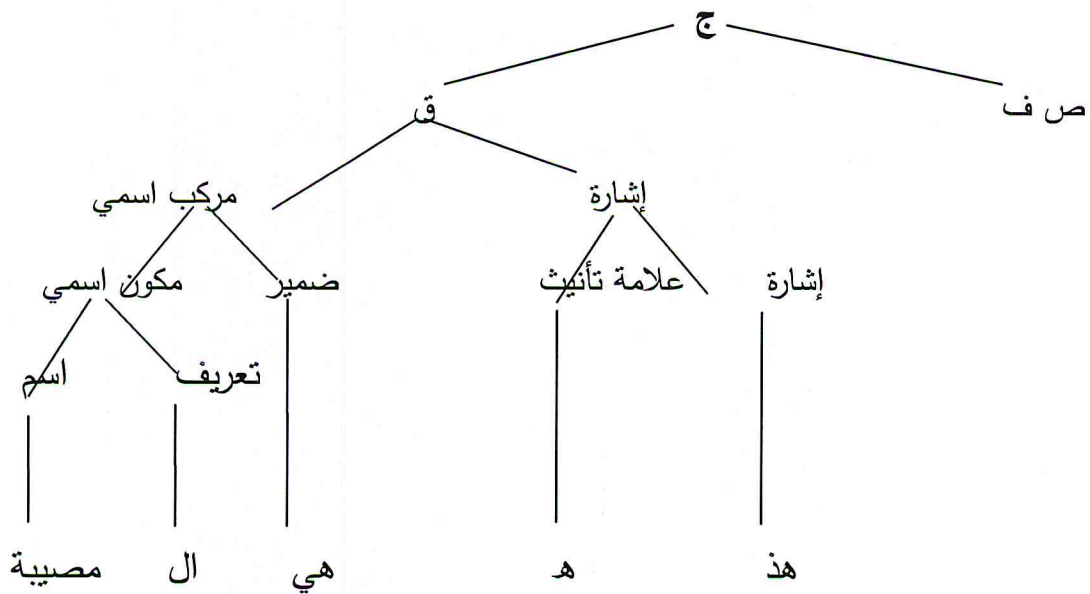 ج
ص ف ق
إشارة مركب اسمي
إشارة علامة تأنيث ضمير مكون اسمي
تعريف اسم
هذ ه هي ال مصيبة